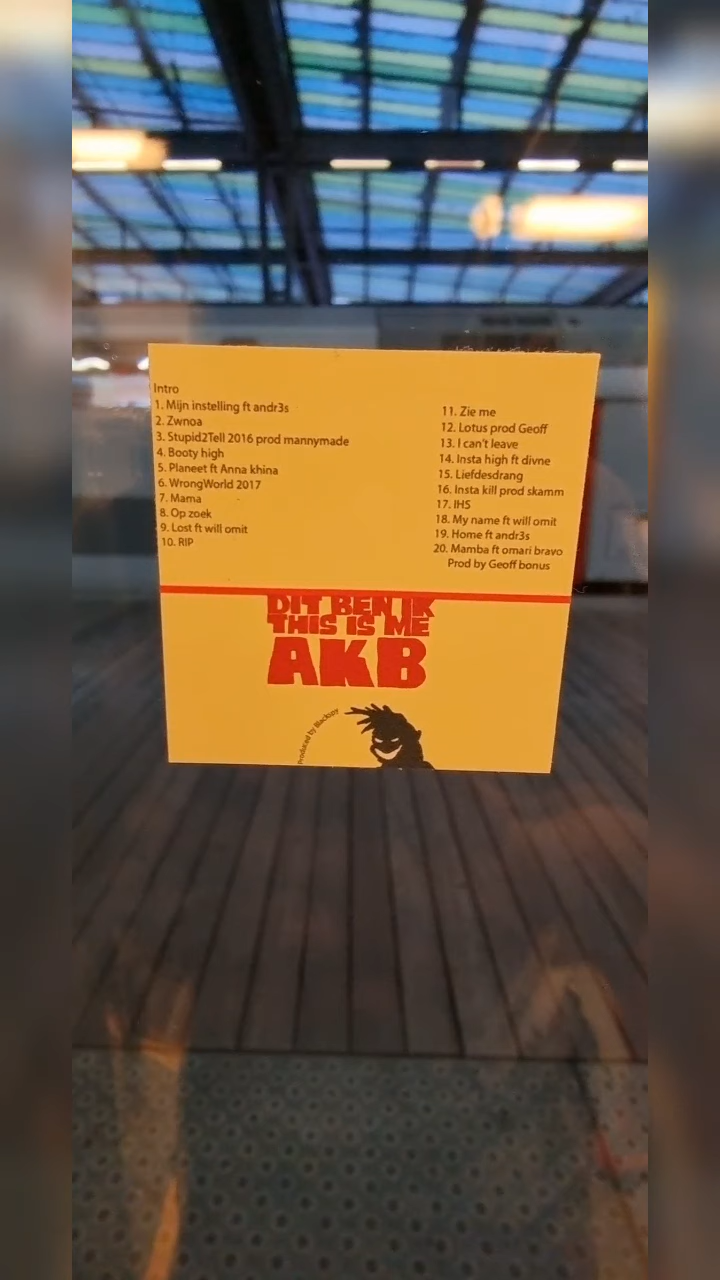 Intro
1. Mijn instelling ft andr3s
2. Zwnoa
3. Stupid2Tell 2016 prod mannymade
4. Booty high
5. Planeet ft Anna khina
6. WrongWorld 2017
7. Mama
8. Op zoek
9. Lost ft will omit
10. RIP
11. Zie me
12. Lotus prod Geoff
13. I can't leave
14. Insta high ft divne
15. Liefdesdrang
16. Insta kill prod skamm
17. IHS
18. My name ft will omit
19. Home ft andr3s
20. Mamba ft omari bravo
Prod by Geoff bonus
DIT BEN IK
THIS IS ME
AKB
Produced by Blackspy